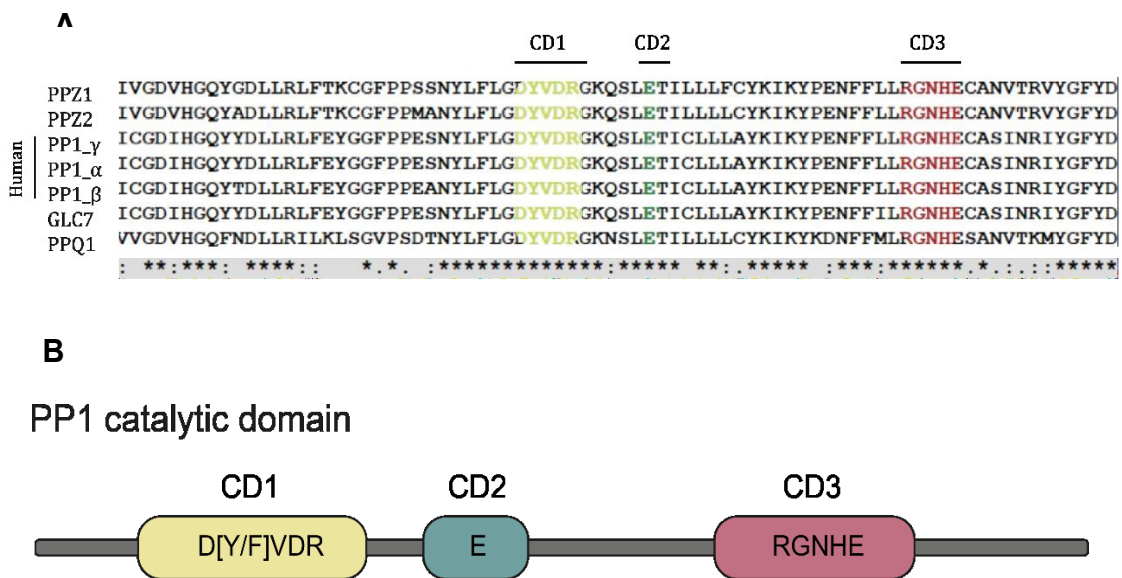 A
CD1 CD2 CD3
PPZ1 IVGDVHGQYGDLLRLFTKCGFPPSSNYLFLGDYVDRGKQSLETILLLFCYKIKYPENFFLLRGNHECANVTRVYGFYD
PPZ2 IVGDVHGQYADLLRLFTKCGFPPMANYLFLGDYVDRGKQSLETILLLFCYKIKYPENFFLLRGNHECANVTRVYGFYD
Human
PP1_γ ICGDIHGQYYDLLRLFEYGGFPPESNYLFLGDYVDRGKQSLETICLLLAYKIKYPENFFLLRGNHECASINRIYGFYD
PP1_α ICGDIHGQYYDLLRLFEYGGFPPESNYLFLGDYVDRGKQSLETICLLLAYKIKYPENFFLLRGNHECASINRIYGFYD
PP1_β ICGDIHGQYTDLLRLFEYGGFPPEANYLFLGDYVDRGKQSLETICLLLAYKIKYPENFFLLRGNHECASINRIYGFYD
GLC7 ICGDIHGQYYDLLRLFEYGGFPPESNYLFLGDYVDRGKQSLETICLLLAYKIKYPENFFILRGNHECASINRIYGFYD
PPQ1 VVGDVHGQFNDLLRILKLSGVPSDTNYLFLGDYVDRGKNSLETILLLLCYKIKYKDNFFMLRGNHESANVTKMYGFYD
: **:***: ****::   *.*. :*************:***** **:.***** :***:******.*.:.::*****
B
PP1 catalytic domain
CD1 CD2 CD3
D[Y/F]VDR E RGNHE